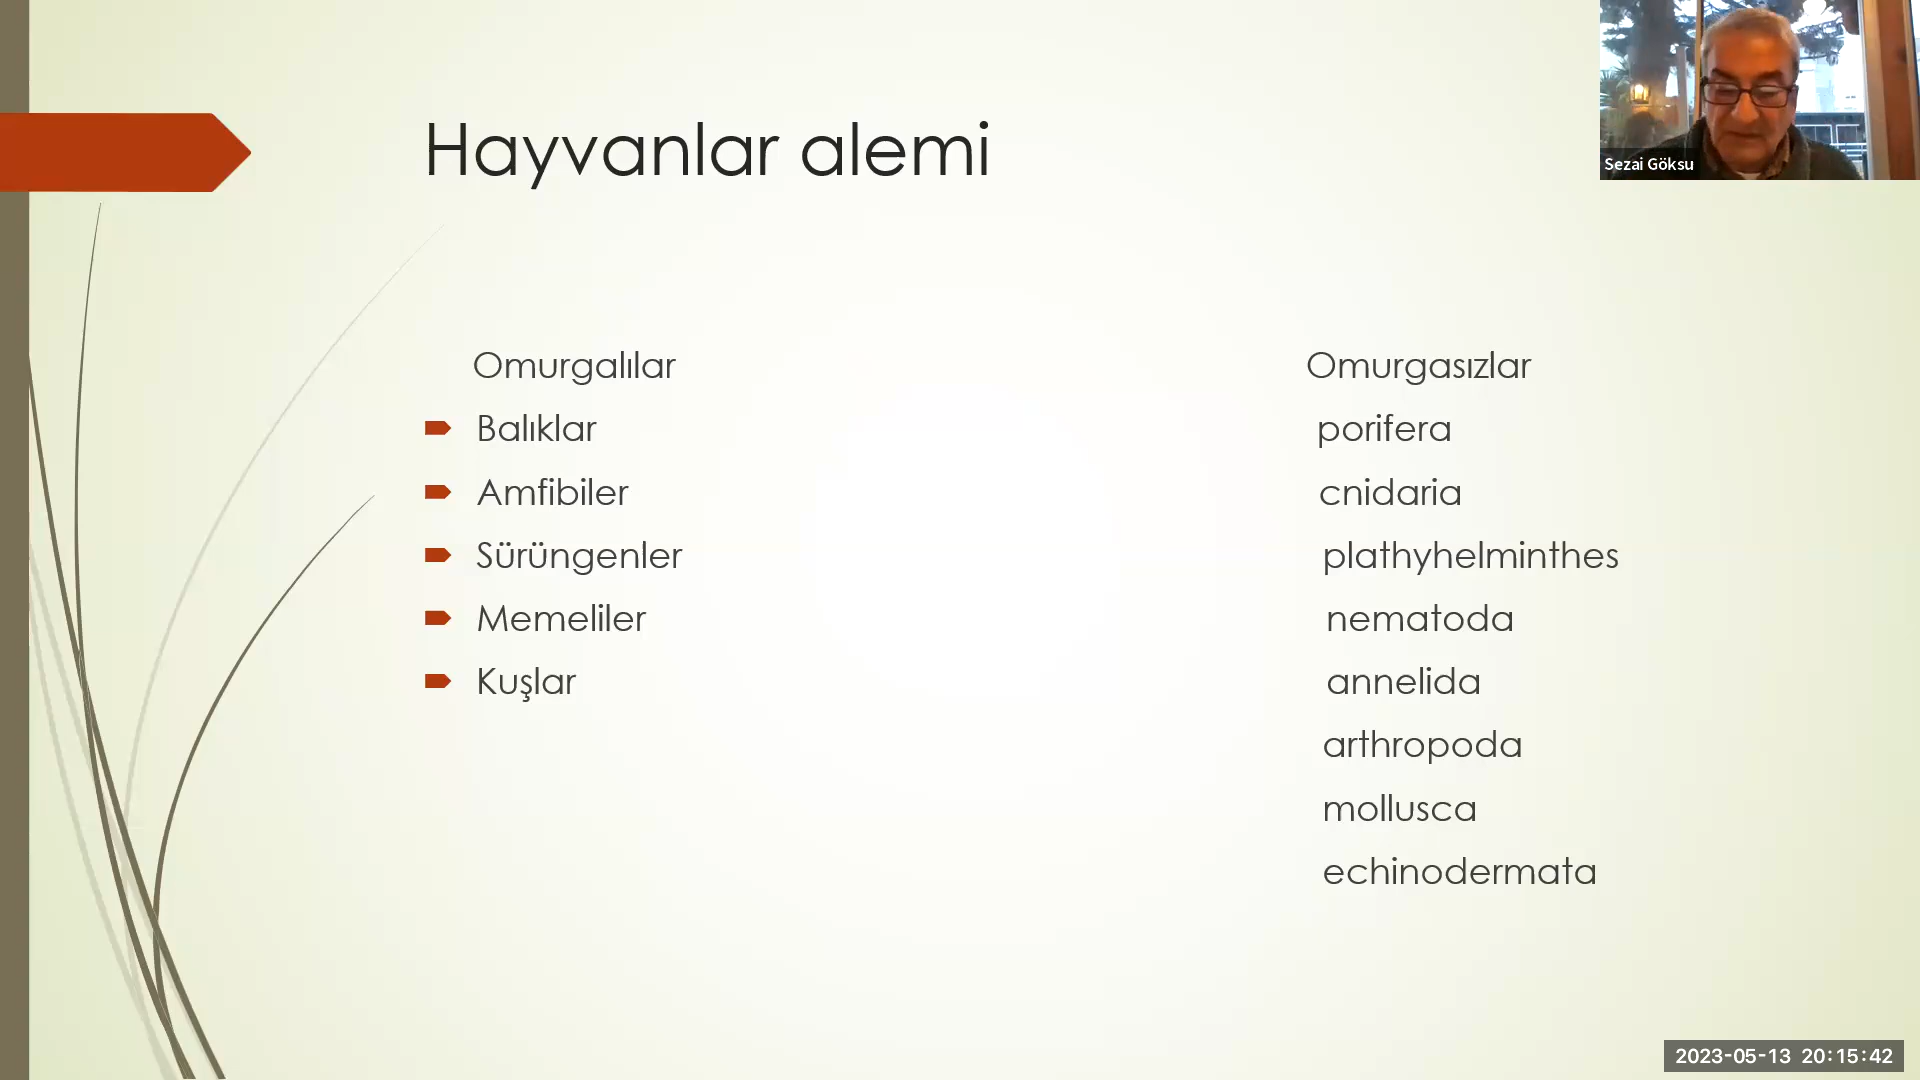 Hayvanlar alemi
Sezai Göksu
Omurgalılar
Balıklar
Amfibiler
Sürüngenler
Memeliler
Kuşlar
Omurgasızlar
porifera
cnidaria
plathyhelminthes
nematoda
annelida
arthropoda
mollusca
echinodermata
2023-05-13 20:15:42